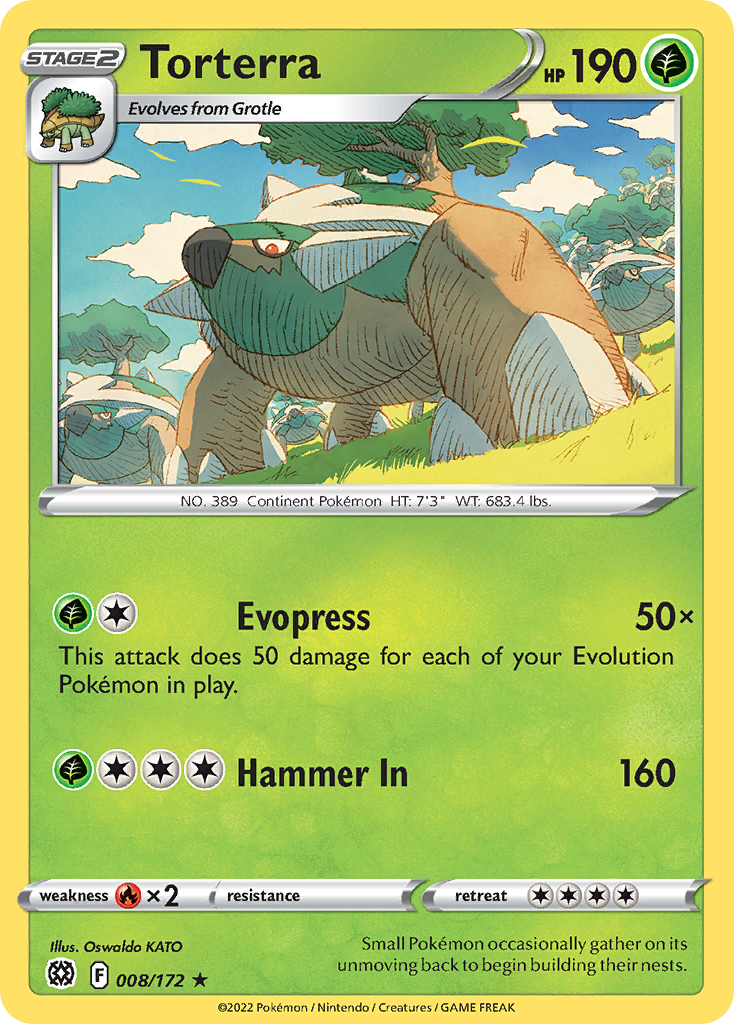 STAGE2
Torterra
HP 190
Evolves from Grotle
NO. 389 Continent Pokémon HT: 7'3" WT: 683.4 lbs.
Evopress 50×
This attack does 50 damage for each of your Evolution
Pokémon in play.
Hammer In 160
weakness ×2 resistance retreat
Illus. Oswaldo KATO
Small Pokémon occasionally gather on its
unmoving back to begin building their nests.
F 008/172 ★
©2022 Pokémon / Nintendo / Creatures / GAME FREAK